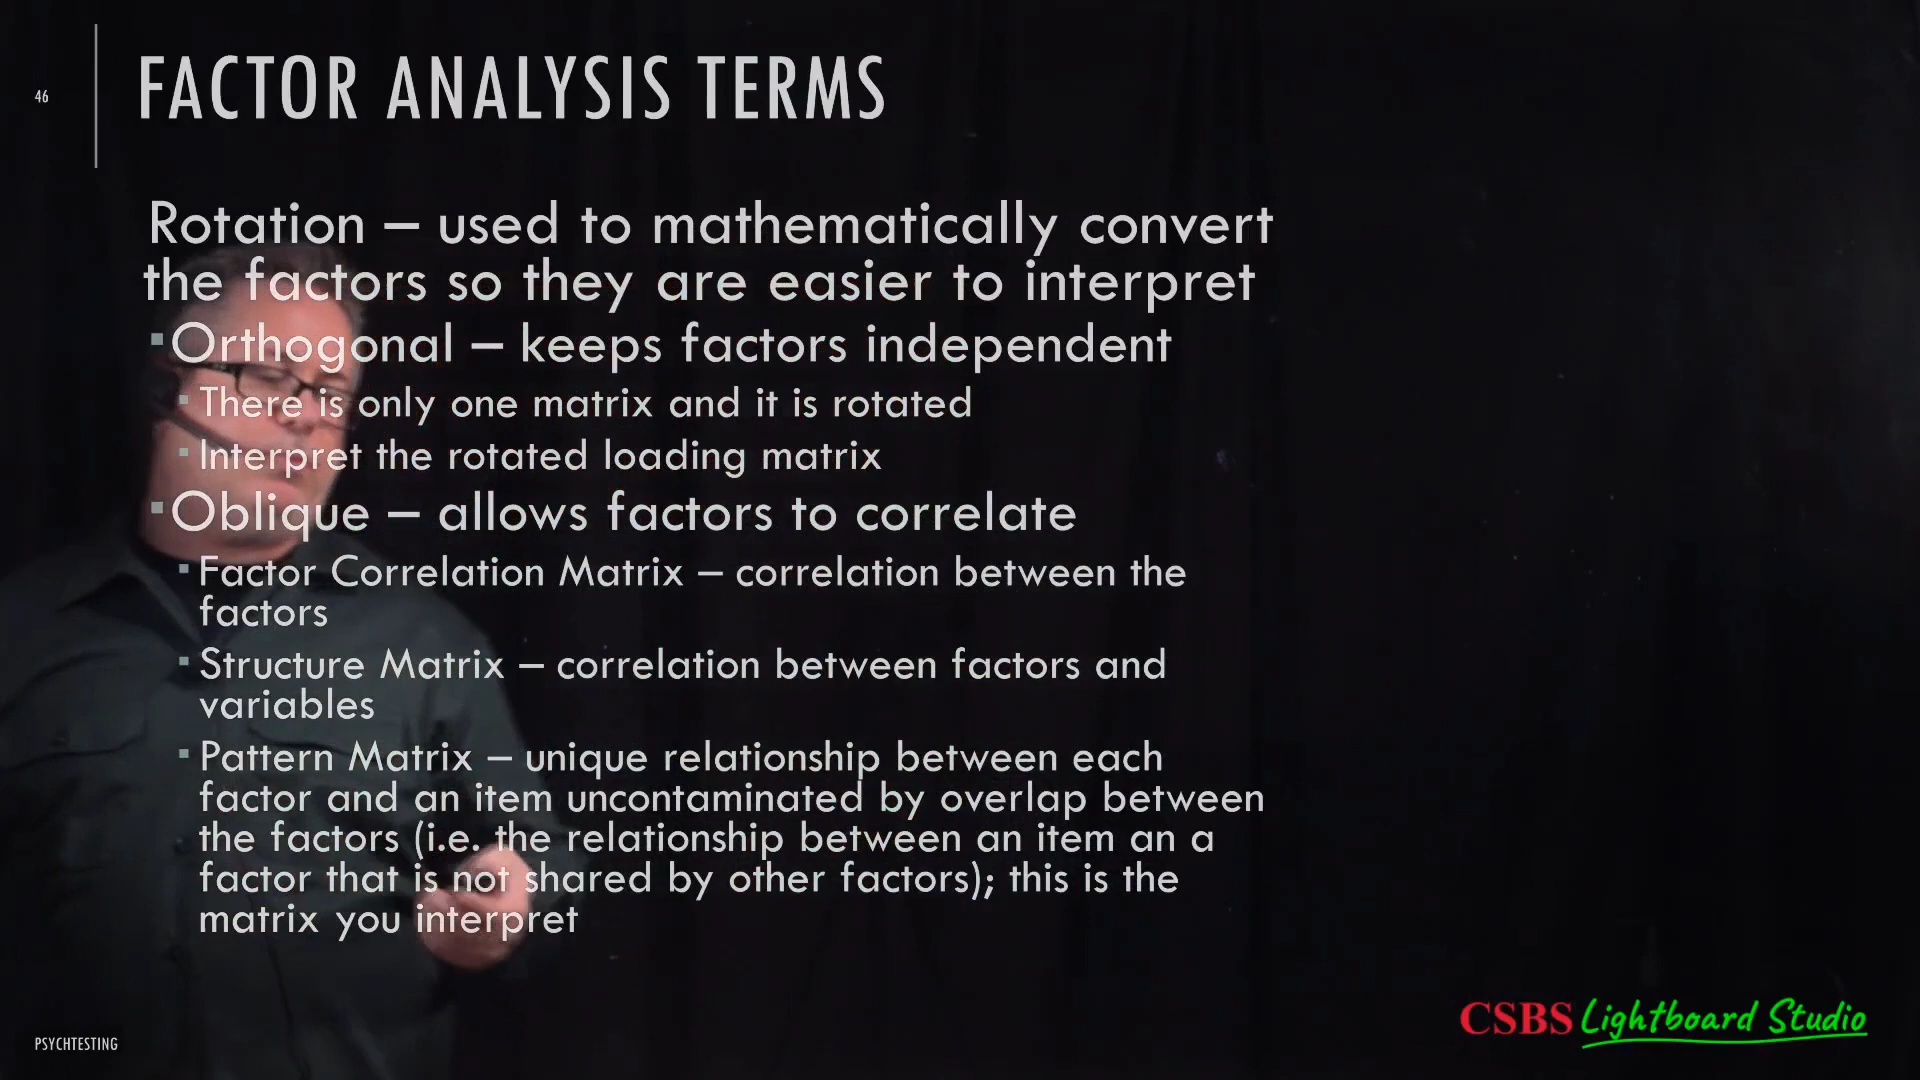 46
FACTOR ANALYSIS TERMS
Rotation – used to mathematically convert
the factors so they are easier to interpret
▪Orthogonal – keeps factors independent
▪There is only one matrix and it is rotated
▪Interpret the rotated loading matrix
▪Oblique – allows factors to correlate
▪Factor Correlation Matrix – correlation between the
factors
▪Structure Matrix – correlation between factors and
variables
▪Pattern Matrix – unique relationship between each
factor and an item uncontaminated by overlap between
the factors (i.e. the relationship between an item an a
factor that is not shared by other factors); this is the
matrix you interpret
CSBS Lightboard Studio
PSYCHTESTING